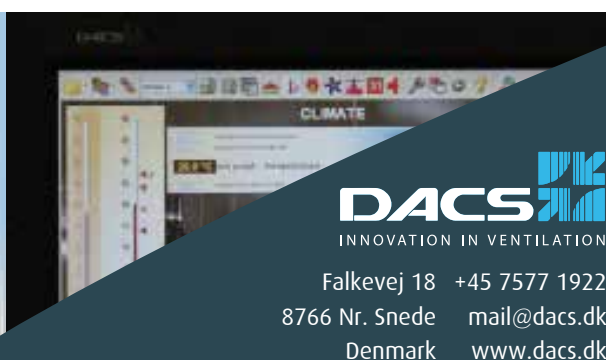 DACS
CLIMATE
DACS
INNOVATION IN VENTILATION
Falkevej 18 +45 7577 1922
8766 Nr. Snede mail@dacs.dk
Denmark www.dacs.dk